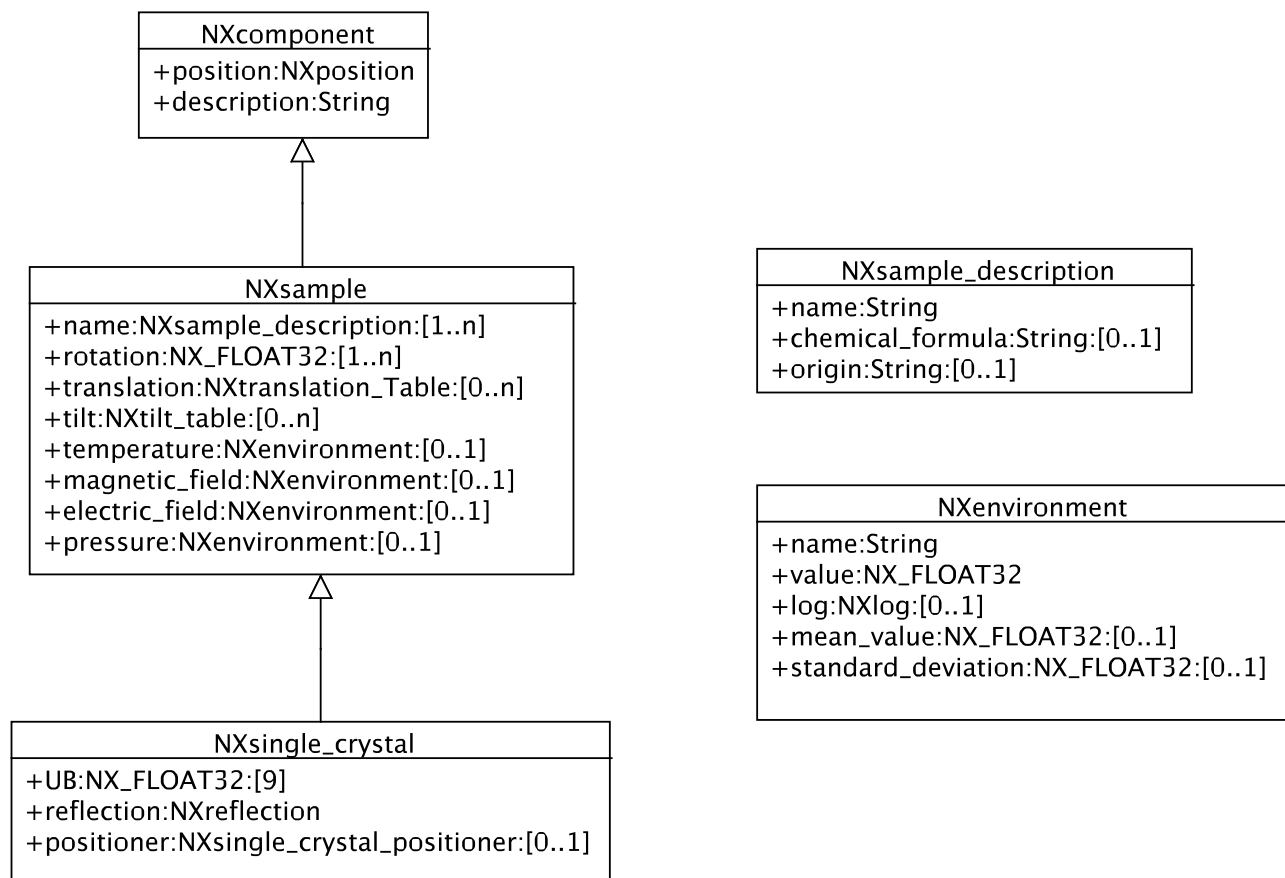 NXcomponent
+position:NXposition
+description:String
NXsample
+name:NXsample_description:[1..n]
+rotation:NX_FLOAT32:[1..n]
+translation:NXtranslation_Table:[0..n]
+tilt:NXtilt_table:[0..n]
+temperature:NXenvironment:[0..1]
+magnetic_field:NXenvironment:[0..1]
+electric_field:NXenvironment:[0..1]
+pressure:NXenvironment:[0..1]
NXsingle_crystal
+UB:NX_FLOAT32:[9]
+reflection:NXreflection
+positioner:NXsingle_crystal_positioner:[0..1]
NXsample_description
+name:String
+chemical_formula:String:[0..1]
+origin:String:[0..1]
NXenvironment
+name:String
+value:NX_FLOAT32
+log:NXlog:[0..1]
+mean_value:NX_FLOAT32:[0..1]
+standard_deviation:NX_FLOAT32:[0..1]